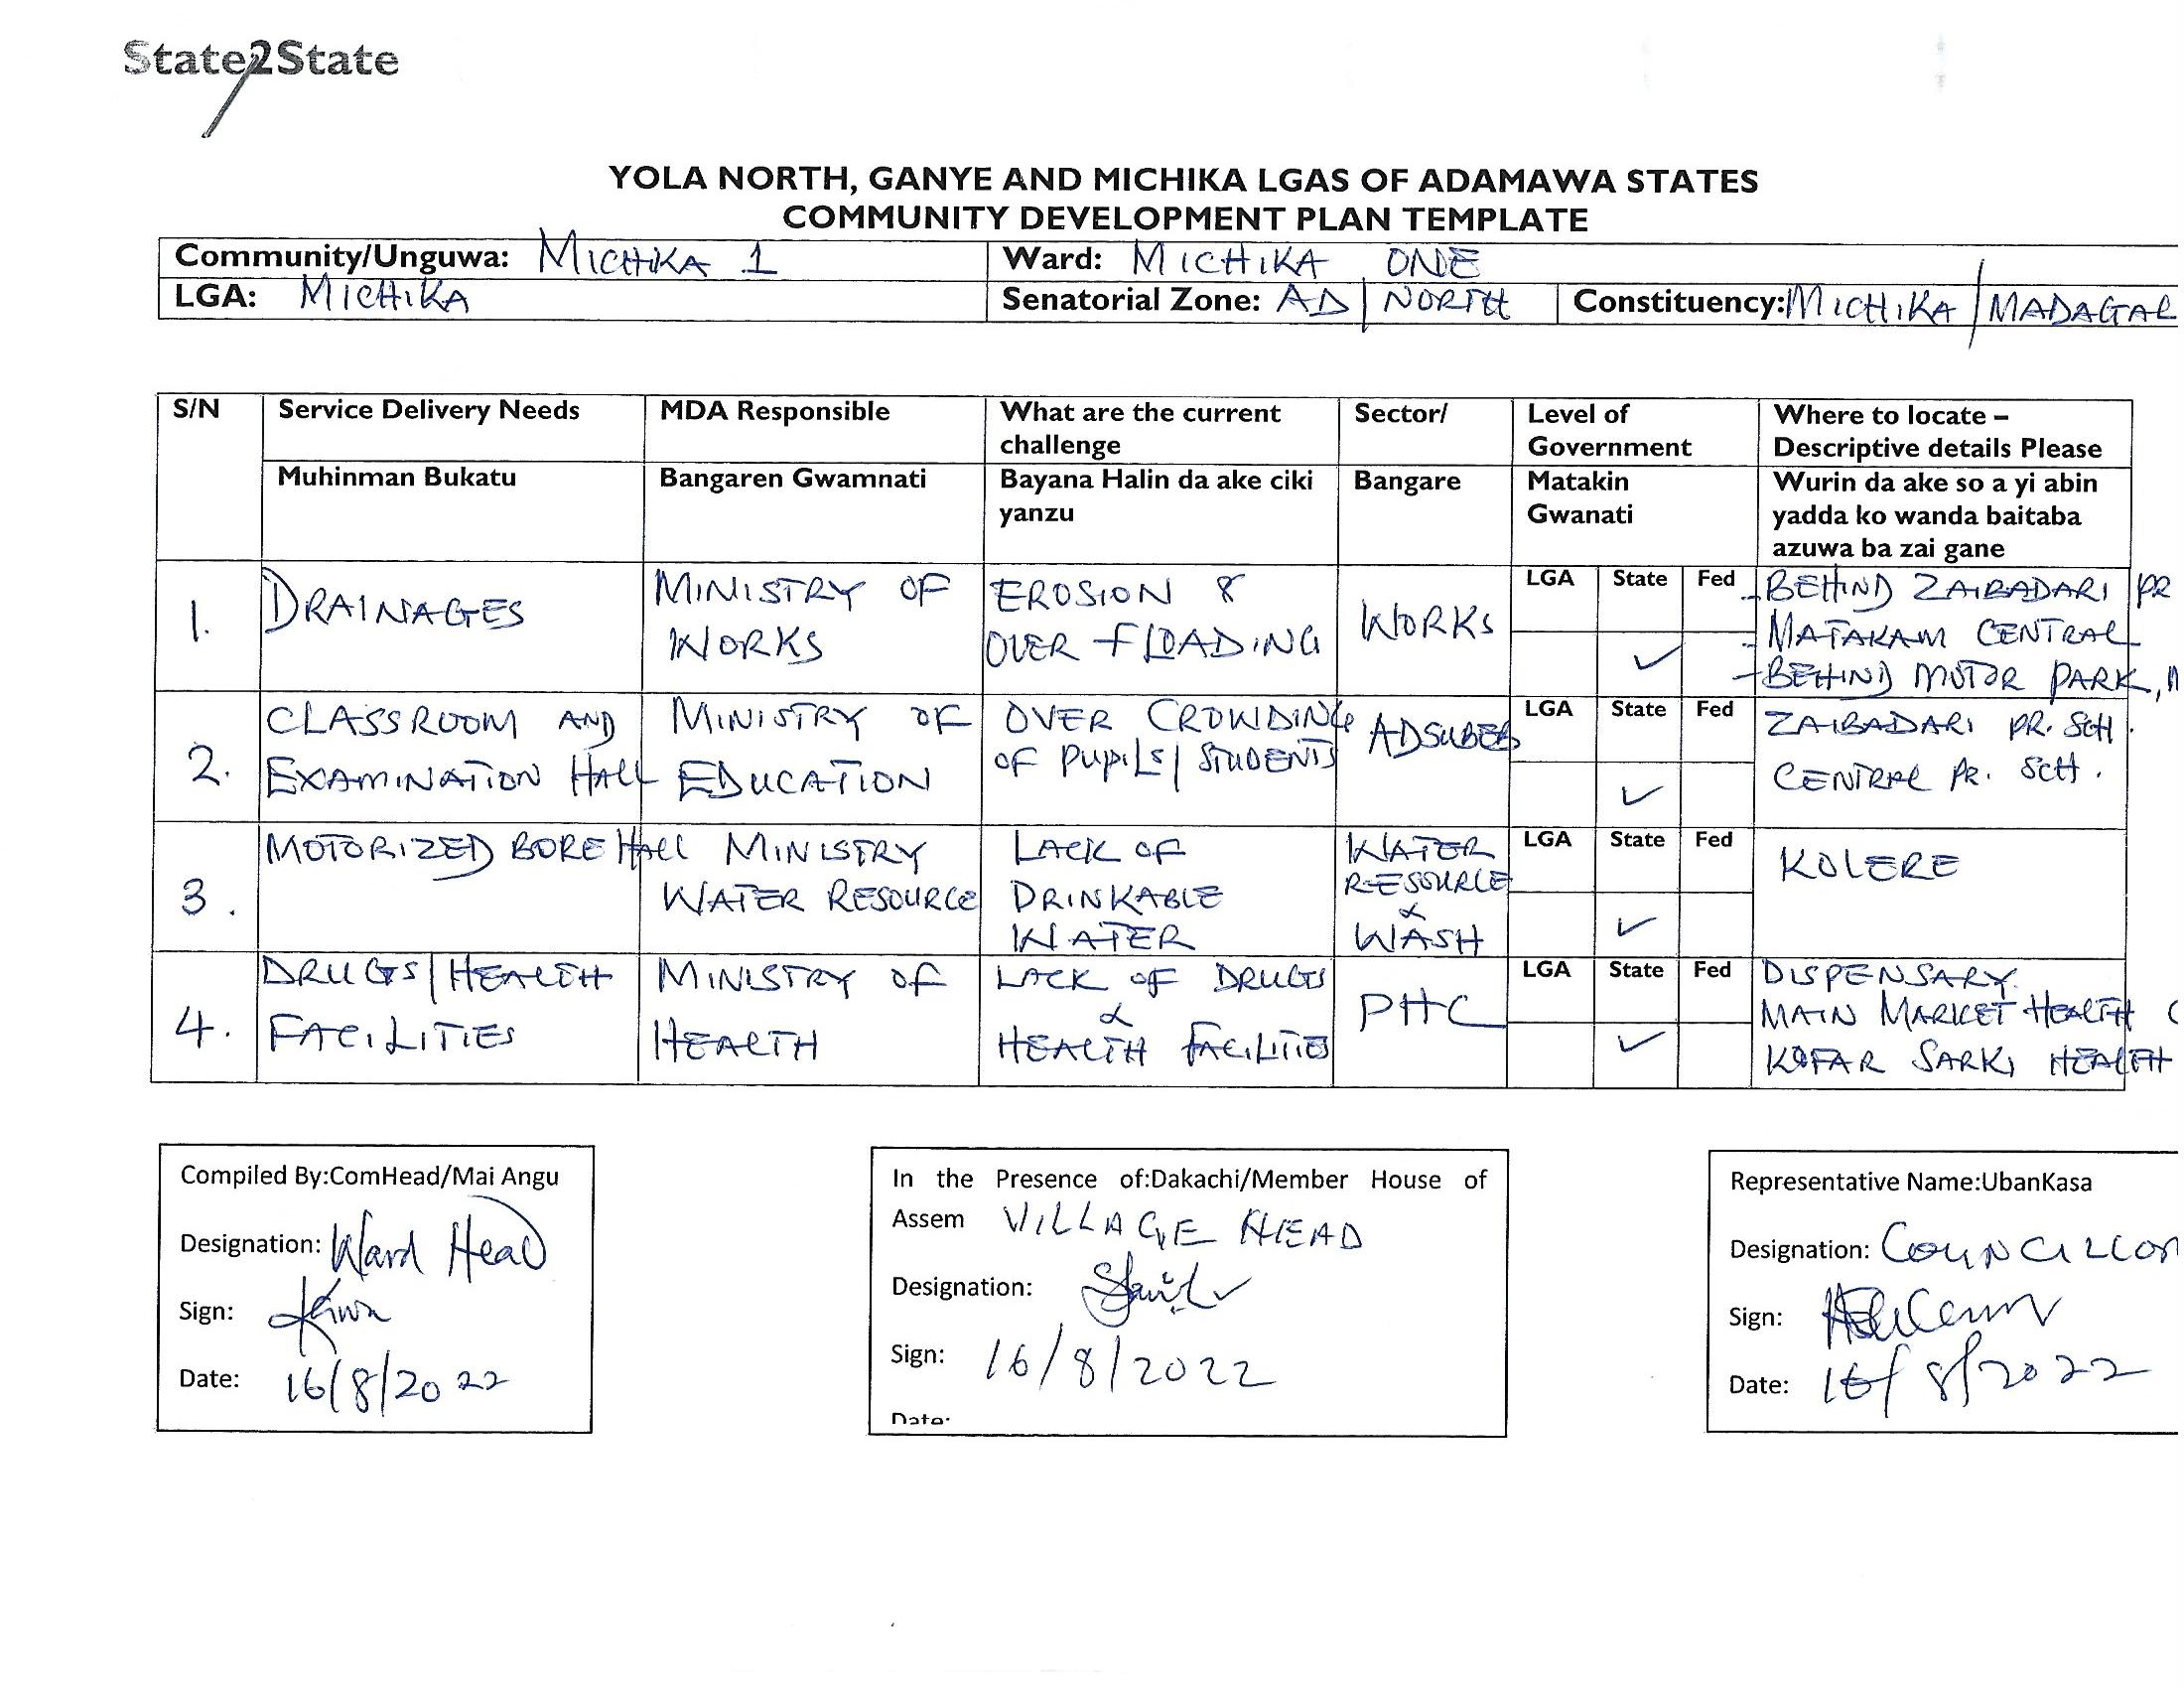 State2State
YOLA NORTH, GANYE AND MICHIKA LGAS OF ADAMAWA STATES
COMMUNITY DEVELOPMENT PLAN TEMPLATE
Community/Unguwa: MICHIKA 1 Ward: MICHIKA ONE
LGA: MICHIKA Senatorial Zone: AD/NORTH Constituency: MICHIKA/MADAGAL
S/N Service Delivery Needs MDA Responsible What are the current challenge Sector/ Level of Government Where to locate – Descriptive details Please
Muhinman Bukatu Bangaren Gwamnati Bayana Halin da ake ciki yanzu Bangare Matakin Gwanati Wurin da ake so a yi abin yadda ko wanda baitaba azuwa ba zai gane
1. DRAINAGES
MINISTRY OF
WORKS
EROSION &
OVER FLOADING
WORKS
LGA State Fed
✓
- BEHIND ZAIBADARI PR
- MATAKAM CENTRAL
- BEHIND MOTOR PARK,
2. CLASSROOM AND
EXAMINATION HALL
MINISTRY OF
EDUCATION
OVER CROWDING
OF PUPILS/STUDENTS
ADSUBEB
LGA State Fed
✓
ZAIBADARI PR. SCH.
CENTRAL PR. SCH.
3. MOTORIZED BORE HALL
MINISTRY
WATER RESOURCE
LACK OF
DRINKABLE
WATER
WATER
RESOURCE
&
WASH
LGA State Fed
✓
KOLERE
4. DRUGS/HEALTH
FACILITIES
MINISTRY OF
HEALTH
LACK OF DRUGS
&
HEALTH FACILITIES
PHC
LGA State Fed
✓
DISPENSARY
MAIN MARKET HEALTH C
KOFAR SARKI HEALTH
Compiled By:ComHead/Mai Angu
Designation: Ward Head
Sign:
Date: 16/8/2022
In the Presence of:Dakachi/Member House of
Assem VILLAGE HEAD
Designation:
Sign: 16/8/2022
Date:
Representative Name:UbanKasa
Designation: COUNCILLOR
Sign:
Date: 16/8/2022